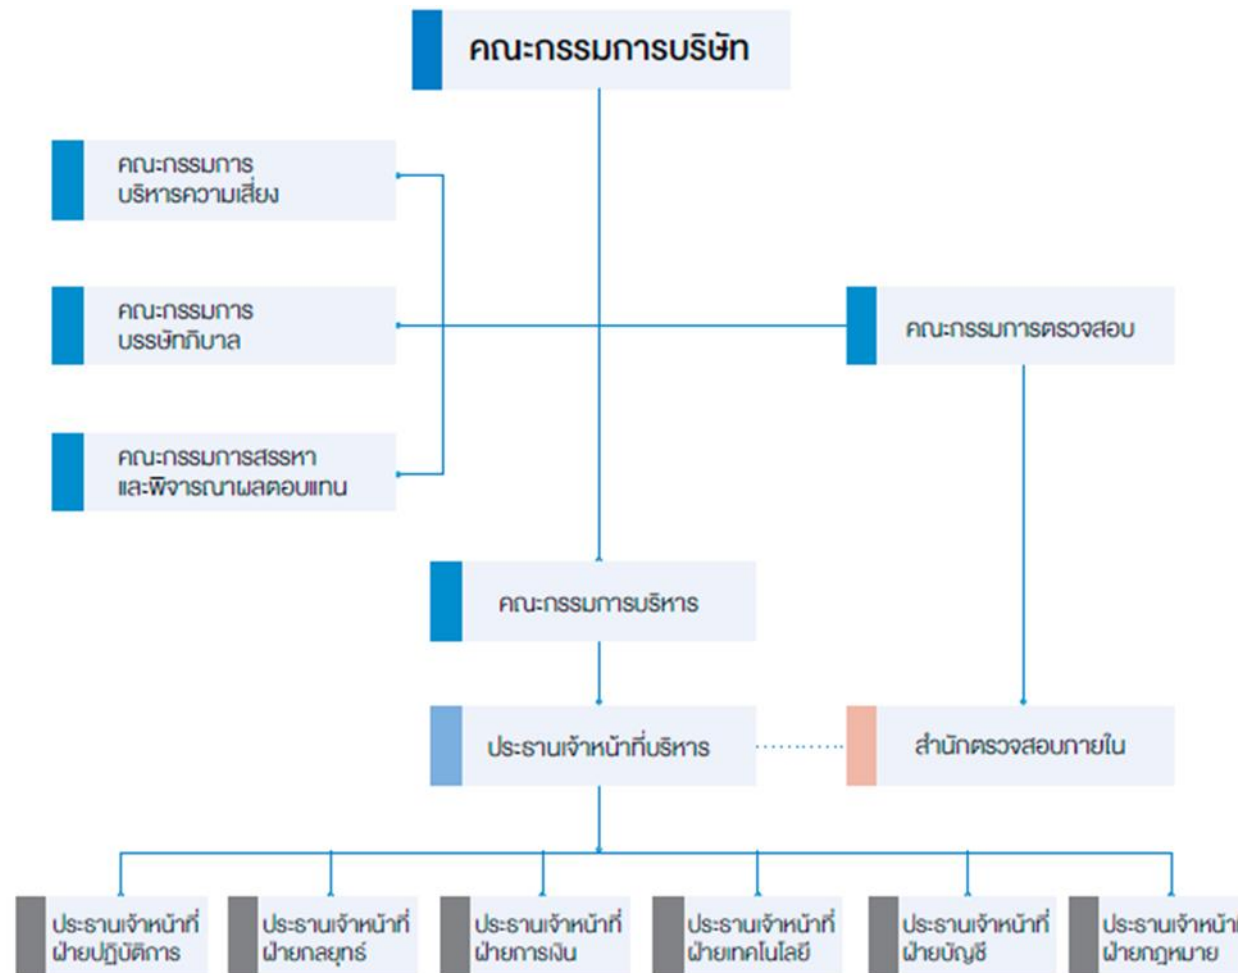 คณะกรรมการบริษัท
คณะกรรมการ
บริหารความเสี่ยง
คณะกรรมการ
บรรษัทภิบาล
คณะกรรมการตรวจสอบ
คณะกรรมการสรรหา
และพิจารณาผลตอบแทน
คณะกรรมการบริหาร
ประธานเจ้าหน้าที่บริหาร
สำนักตรวจสอบภายใน
ประธานเจ้าหน้าที่
ฝ่ายปฏิบัติการ
ประธานเจ้าหน้าที่
ฝ่ายกลยุทธ์
ประธานเจ้าหน้าที่
ฝ่ายการเงิน
ประธานเจ้าหน้าที่
ฝ่ายเทคโนโลยี
ประธานเจ้าหน้าที่
ฝ่ายบัญชี
ประธานเจ้าหน้าที่
ฝ่ายกฎหมาย